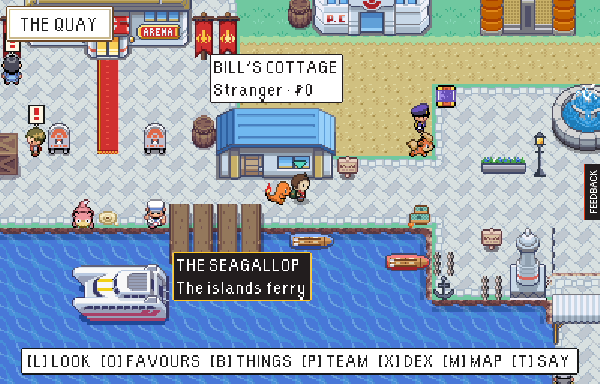 P.C
THE QUAY
ARENA
BILL'S COTTAGE
Stranger · #0
!
FEEDBACK
THE SEAGALLOP
The islands ferry
[L]LOOK [O]FAVOURS [B]THINGS [P]TEAM [X]DEX [M]MAP [T]SAY